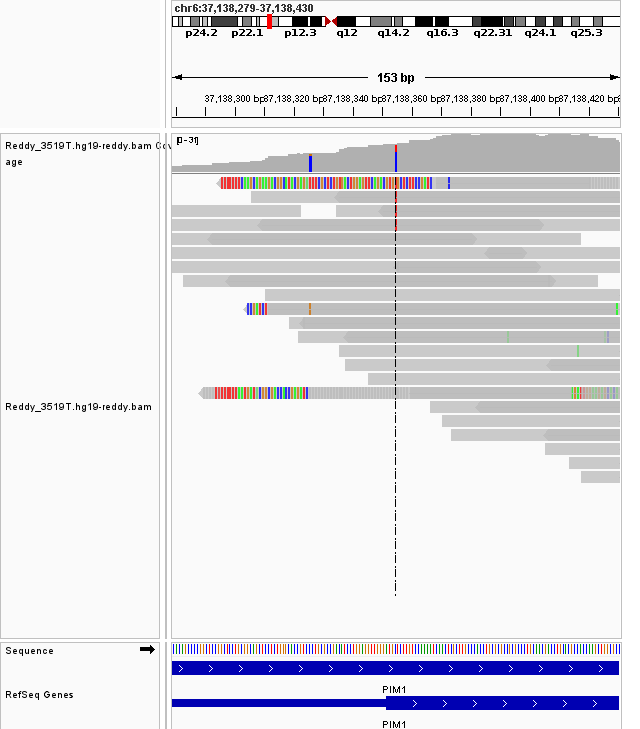 chr6:37,138,279-37,138,430
p24.2 p22.1 p12.3 q12 q14.2 q16.3 q22.31 q24.1 q25.3
153 bp
37,138,300 bp 37,138,320 bp 37,138,340 bp 37,138,360 bp 37,138,380 bp 37,138,400 bp 37,138,420 bp
Reddy_3519T.hg19-reddy.bam Cov
age
[0-31]
Reddy_3519T.hg19-reddy.bam
Sequence
RefSeq Genes
PIM1
PIM1